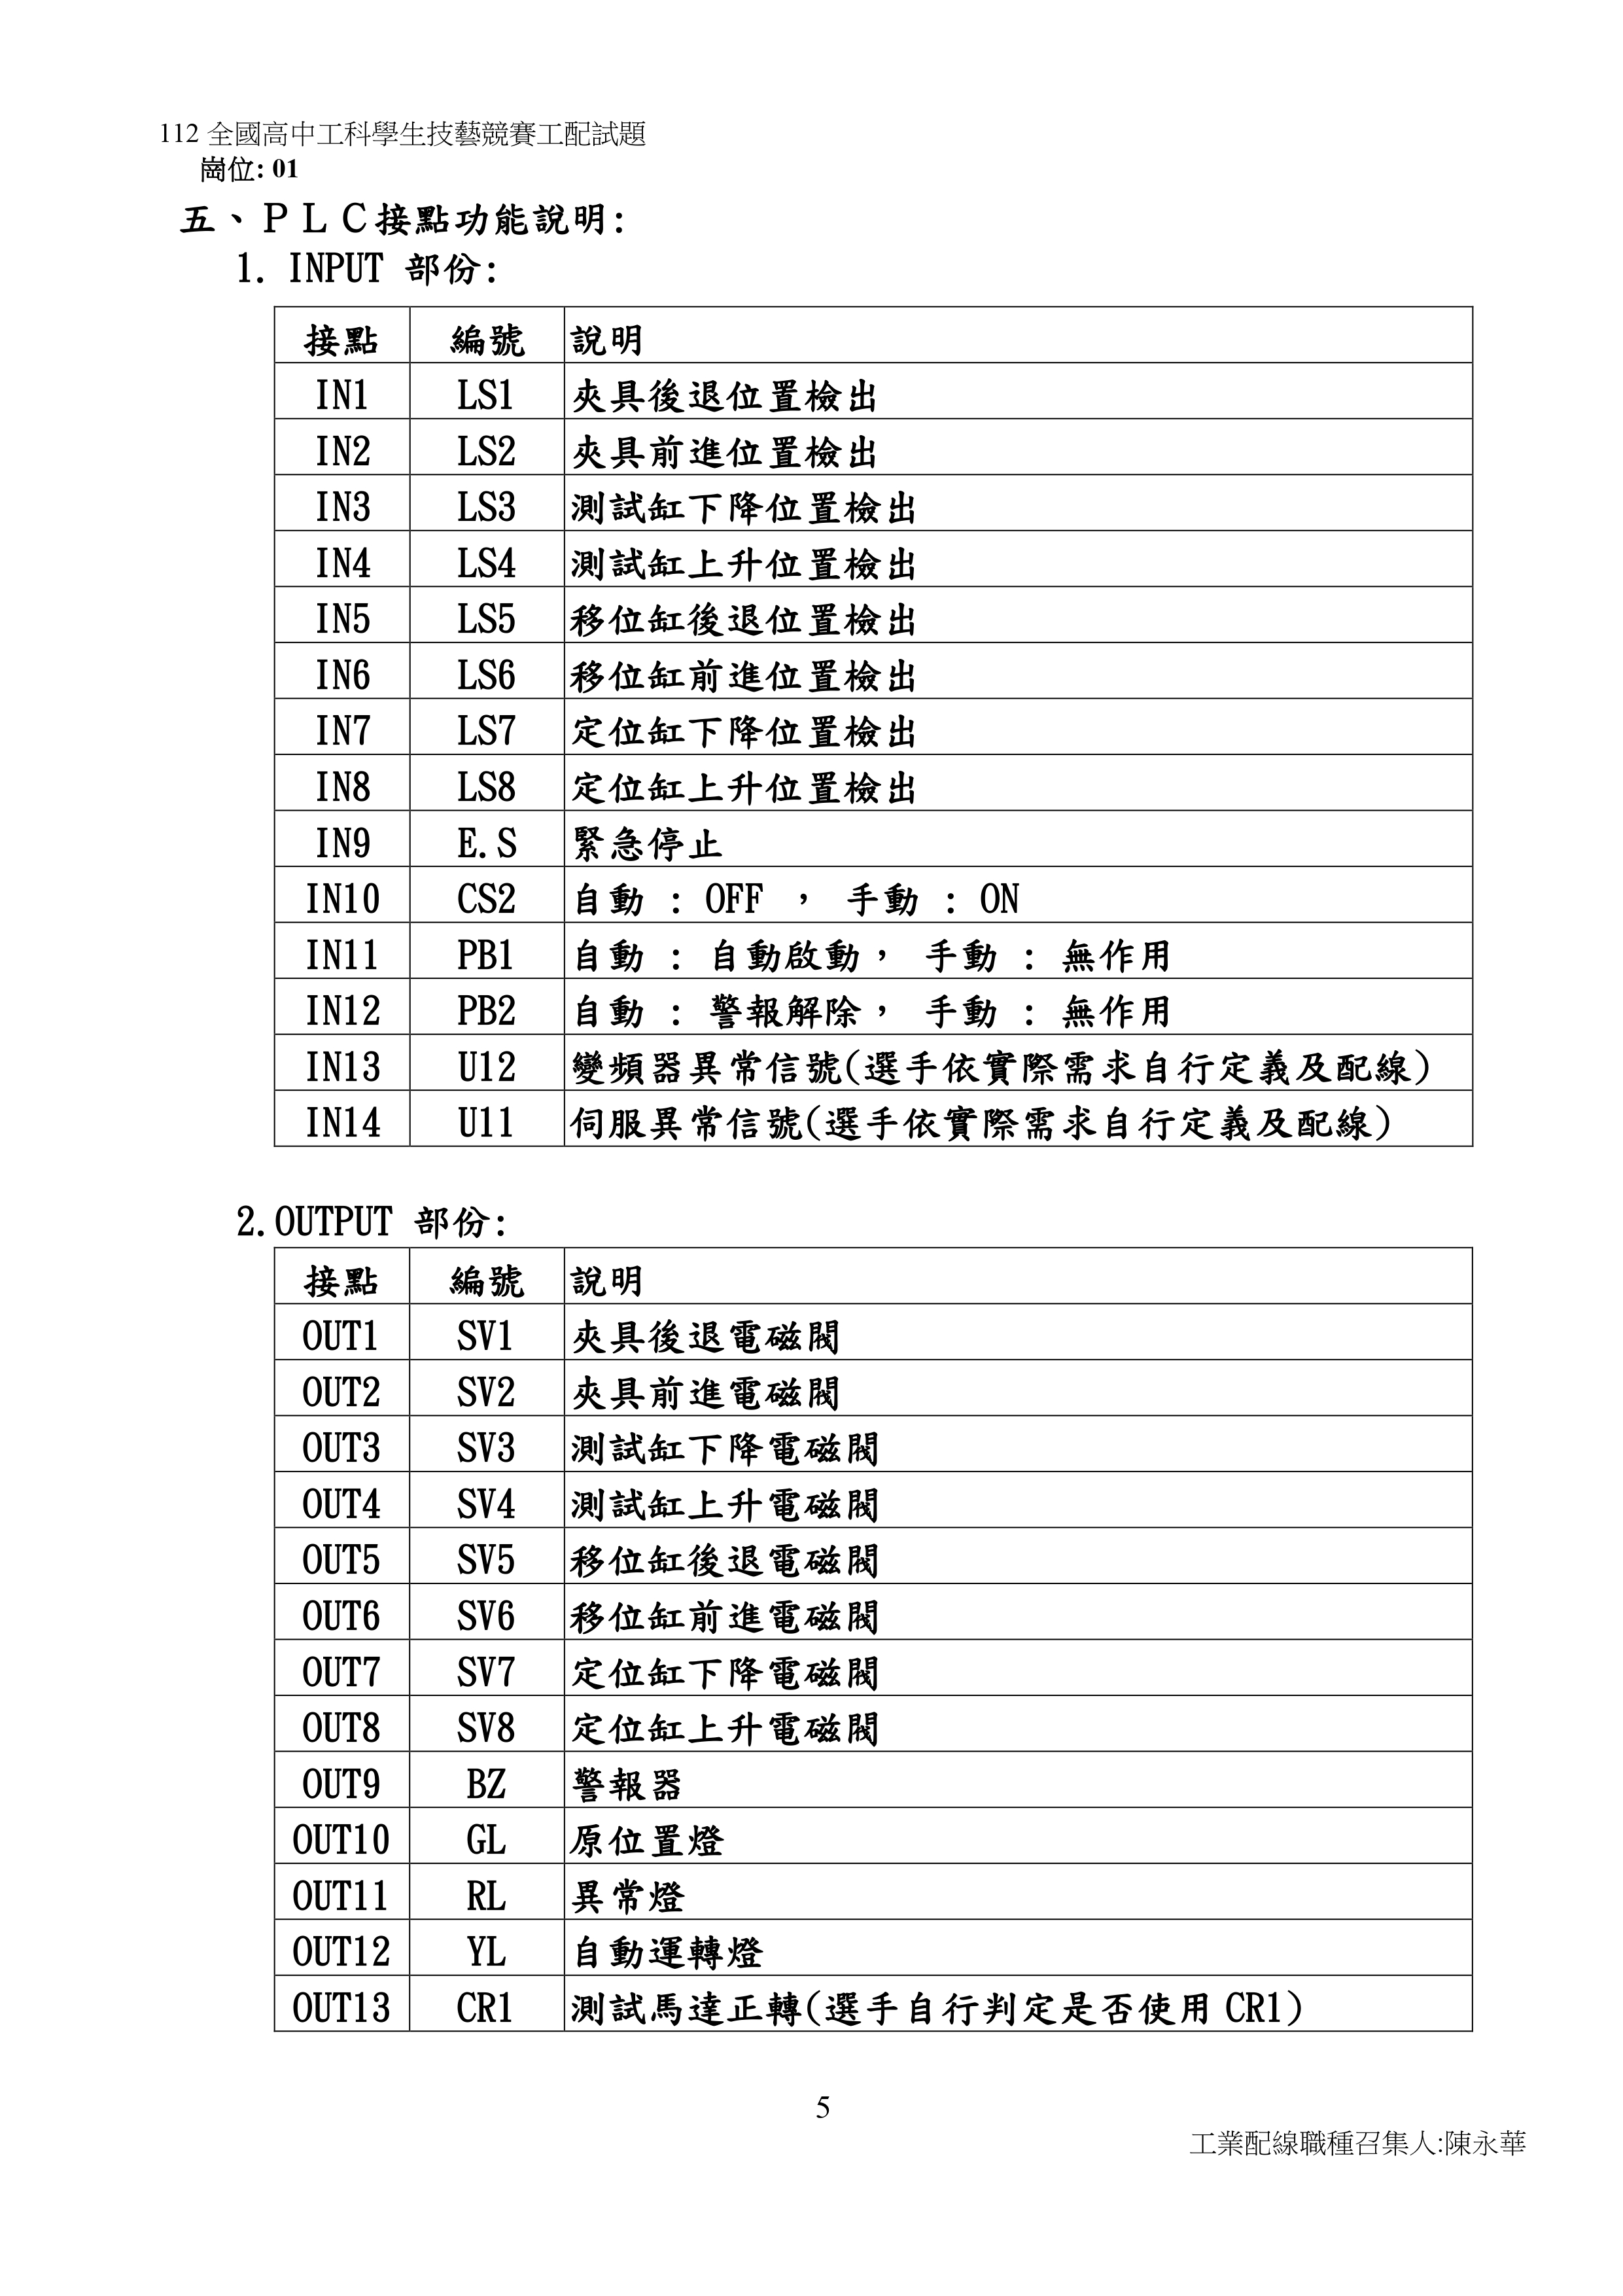 112 全國高中工科學生技藝競賽工配試題
崗位: 01
五、ＰＬＣ接點功能說明:
1. INPUT 部份:
接點 編號 說明
IN1 LS1 夾具後退位置檢出
IN2 LS2 夾具前進位置檢出
IN3 LS3 測試缸下降位置檢出
IN4 LS4 測試缸上升位置檢出
IN5 LS5 移位缸後退位置檢出
IN6 LS6 移位缸前進位置檢出
IN7 LS7 定位缸下降位置檢出
IN8 LS8 定位缸上升位置檢出
IN9 E.S 緊急停止
IN10 CS2 自動 : OFF ， 手動 : ON
IN11 PB1 自動 : 自動啟動， 手動 : 無作用
IN12 PB2 自動 : 警報解除， 手動 : 無作用
IN13 U12 變頻器異常信號(選手依實際需求自行定義及配線)
IN14 U11 伺服異常信號(選手依實際需求自行定義及配線)
2.OUTPUT 部份:
接點 編號 說明
OUT1 SV1 夾具後退電磁閥
OUT2 SV2 夾具前進電磁閥
OUT3 SV3 測試缸下降電磁閥
OUT4 SV4 測試缸上升電磁閥
OUT5 SV5 移位缸後退電磁閥
OUT6 SV6 移位缸前進電磁閥
OUT7 SV7 定位缸下降電磁閥
OUT8 SV8 定位缸上升電磁閥
OUT9 BZ 警報器
OUT10 GL 原位置燈
OUT11 RL 異常燈
OUT12 YL 自動運轉燈
OUT13 CR1 測試馬達正轉(選手自行判定是否使用 CR1)
5
工業配線職種召集人:陳永華